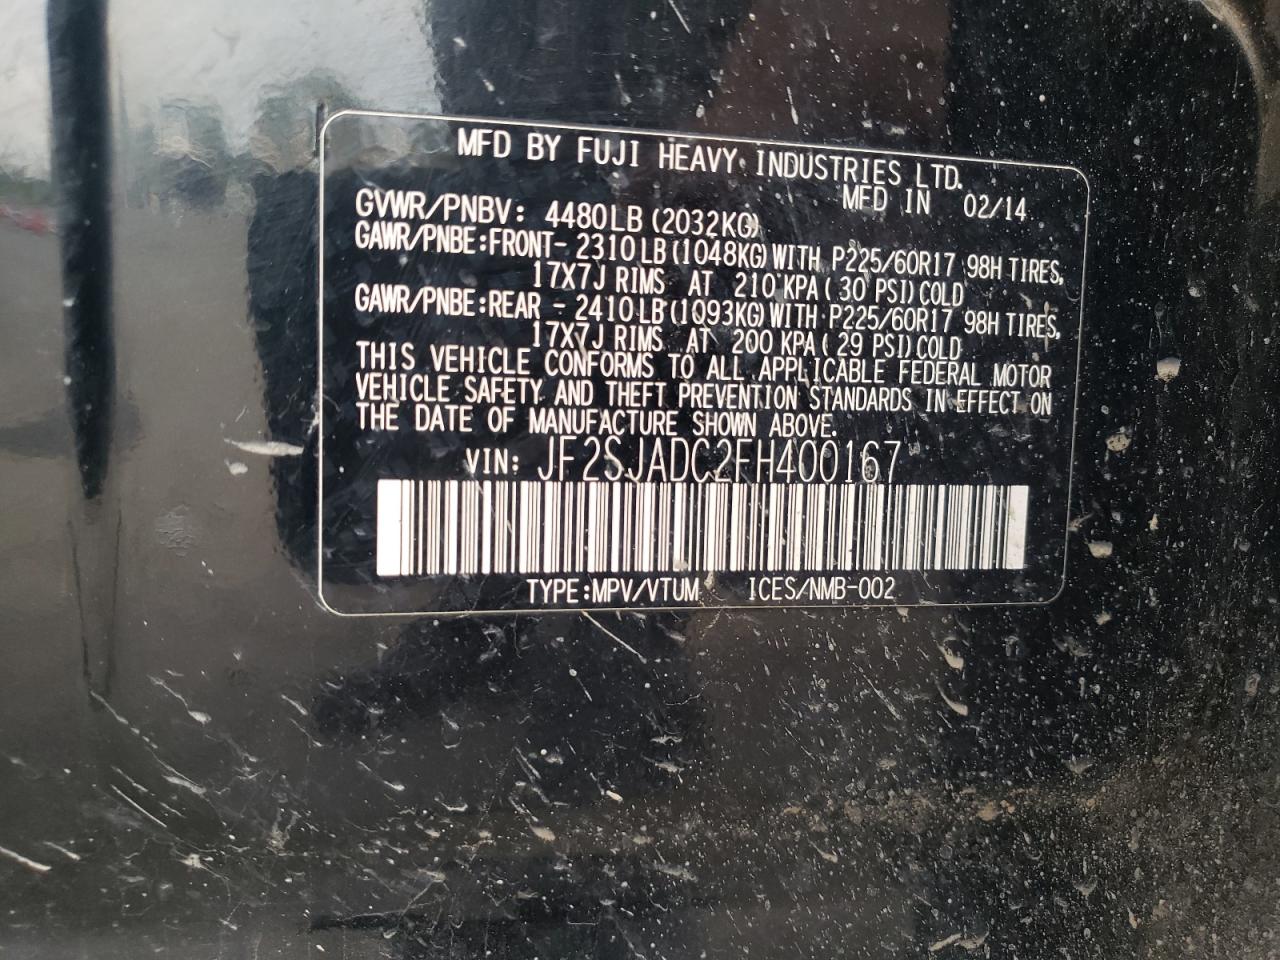 MFD BY FUJI HEAVY INDUSTRIES LTD.
MFD IN 02/14
GVWR/PNBV: 4480LB (2032KG)
GAWR/PNBE:FRONT- 2310LB (1048KG) WITH P225/60R17 98H TIRES,
17X7J RIMS AT 210 KPA ( 30 PSI) COLD
GAWR/PNBE:REAR - 2410LB (1093KG) WITH P225/60R17 98H TIRES,
17X7J RIMS AT 200 KPA ( 29 PSI) COLD
THIS VEHICLE CONFORMS TO ALL APPLICABLE FEDERAL MOTOR
VEHICLE SAFETY AND THEFT PREVENTION STANDARDS IN EFFECT ON
THE DATE OF MANUFACTURE SHOWN ABOVE.
VIN: JF2SJADC2FH400167
TYPE:MPV/VTUM ICES/NMB-002